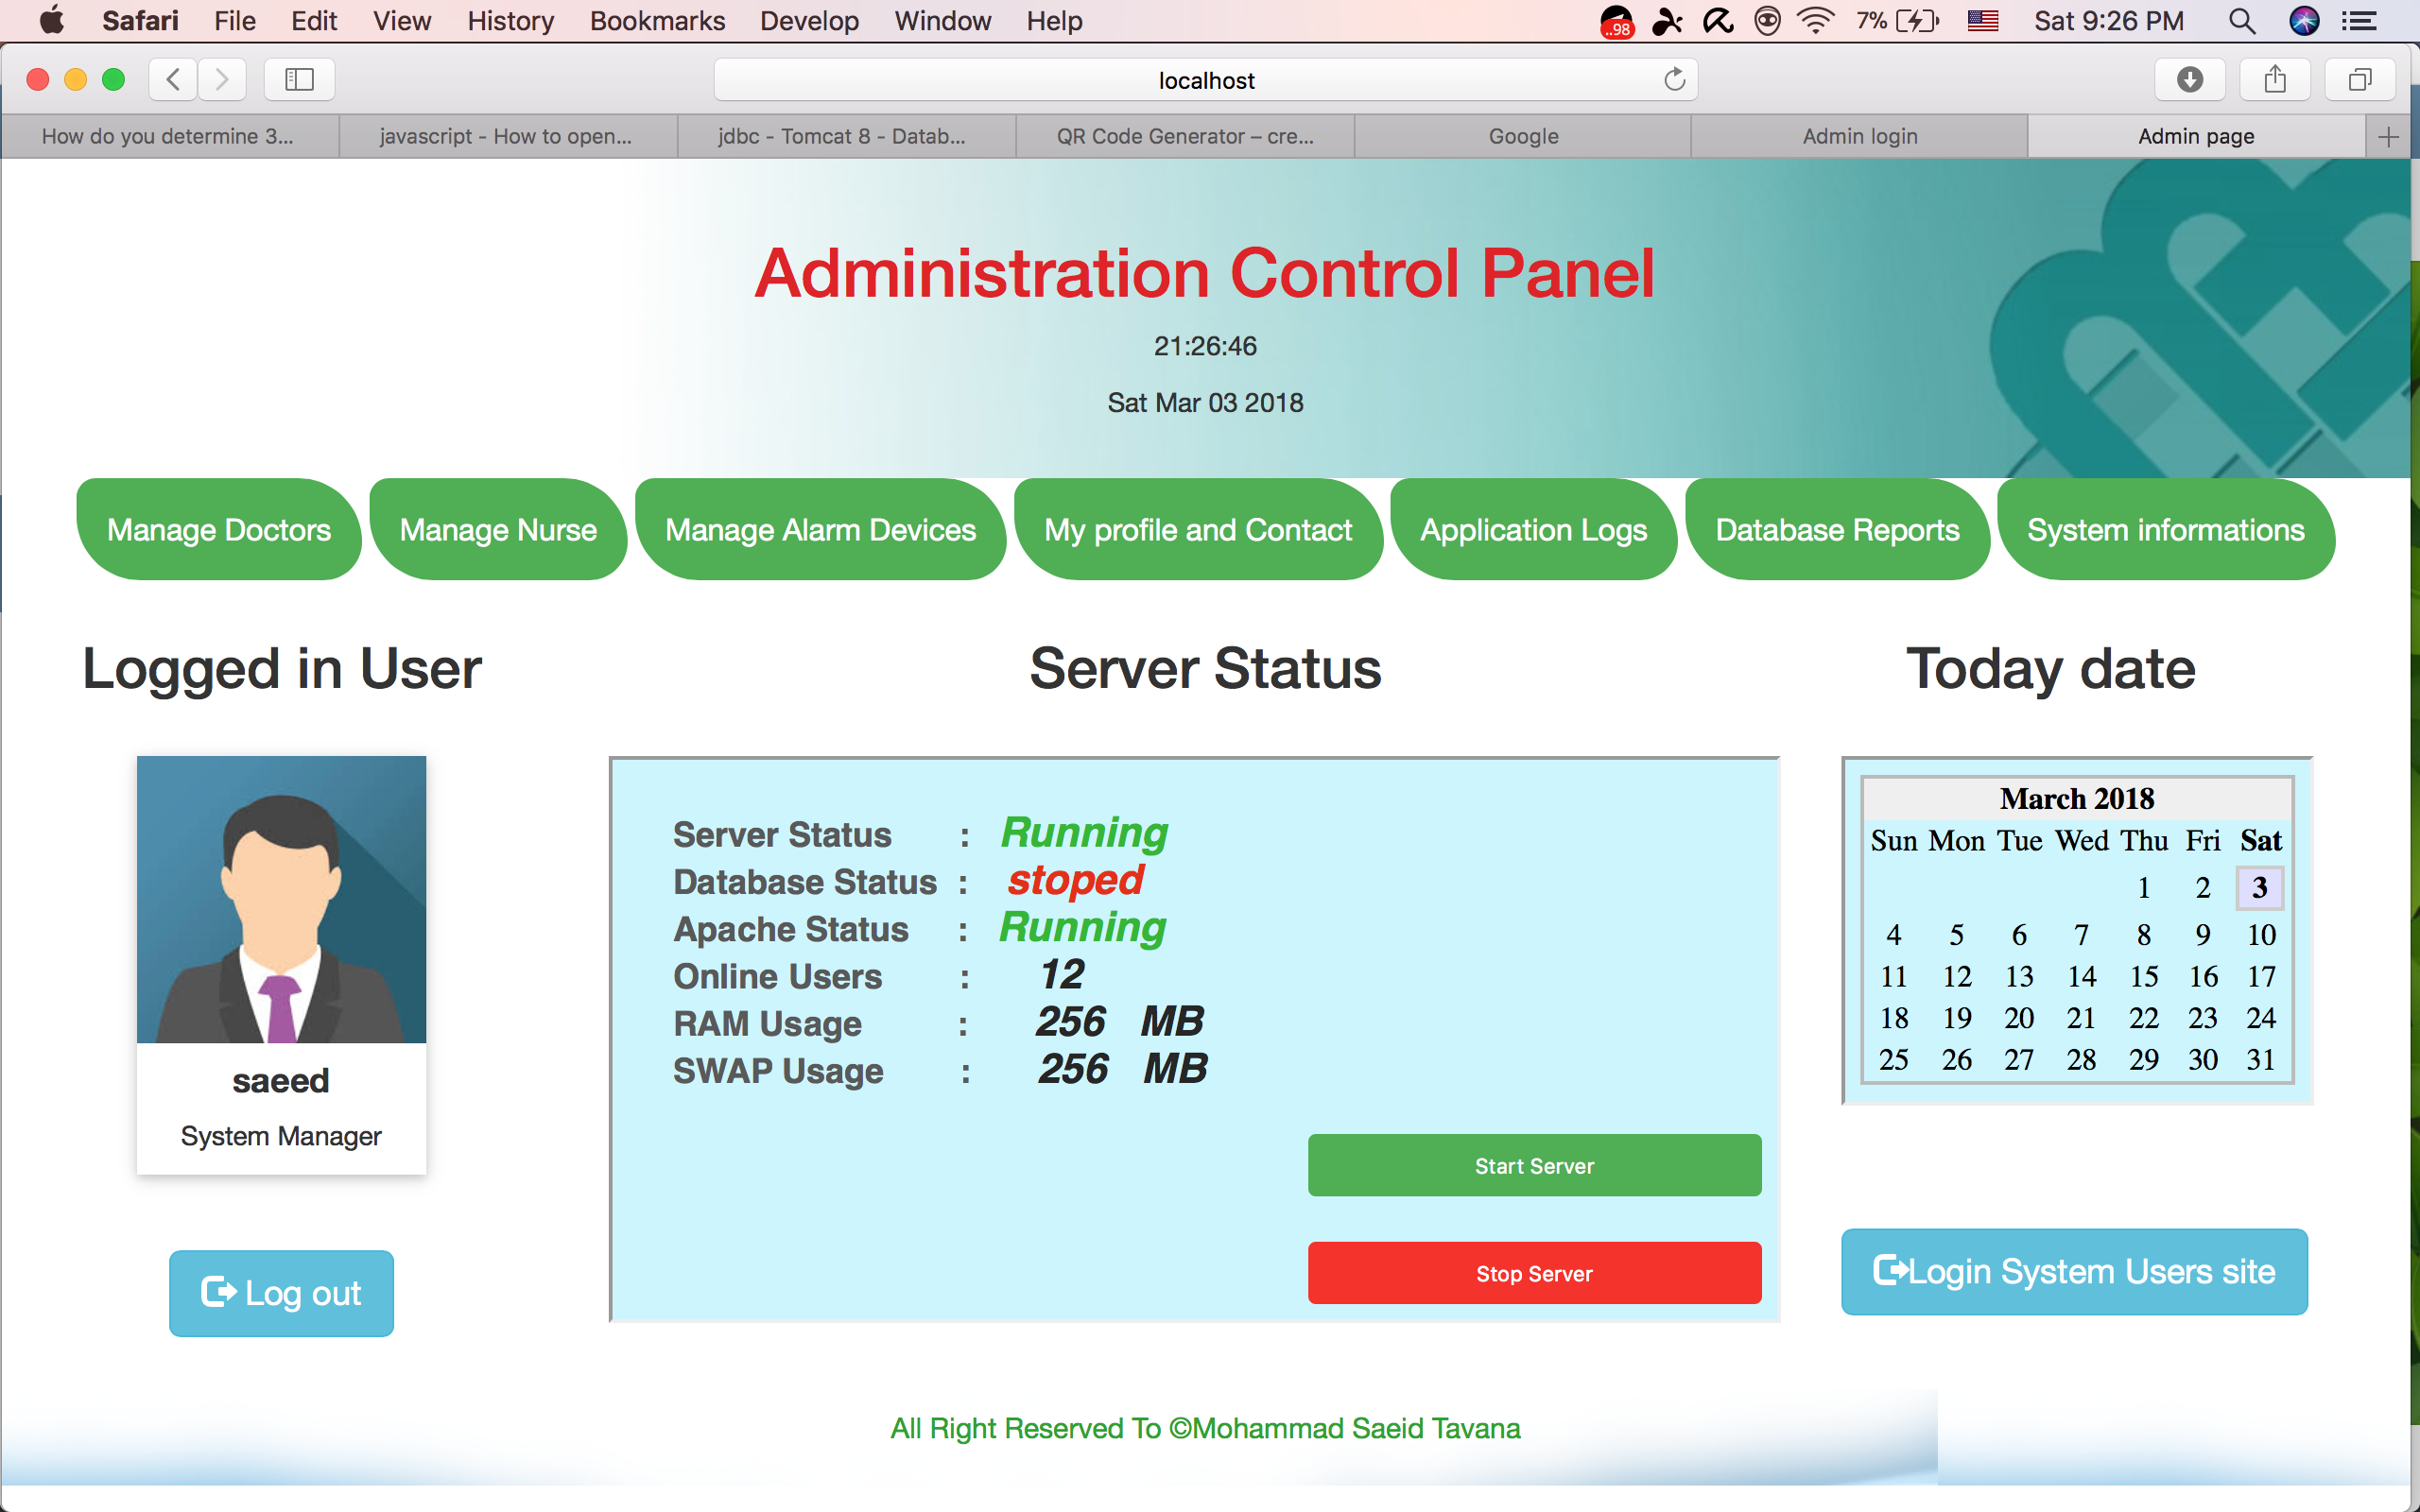 Safari File Edit View History Bookmarks Develop Window Help ..98 7% Sat 9:26 PM
localhost
How do you determine 3... javascript - How to open... jdbc - Tomcat 8 - Datab... QR Code Generator – cre... Google Admin login Admin page
Administration Control Panel
21:26:46
Sat Mar 03 2018
Manage Doctors Manage Nurse Manage Alarm Devices My profile and Contact Application Logs Database Reports System informations
Logged in User
saeed
System Manager
Log out
Server Status
Server Status : Running
Database Status : stoped
Apache Status : Running
Online Users : 12
RAM Usage : 256 MB
SWAP Usage : 256 MB
Start Server
Stop Server
Today date
March 2018
Sun Mon Tue Wed Thu Fri Sat
1 2 3
4 5 6 7 8 9 10
11 12 13 14 15 16 17
18 19 20 21 22 23 24
25 26 27 28 29 30 31
Login System Users site
All Right Reserved To ©Mohammad Saeid Tavana